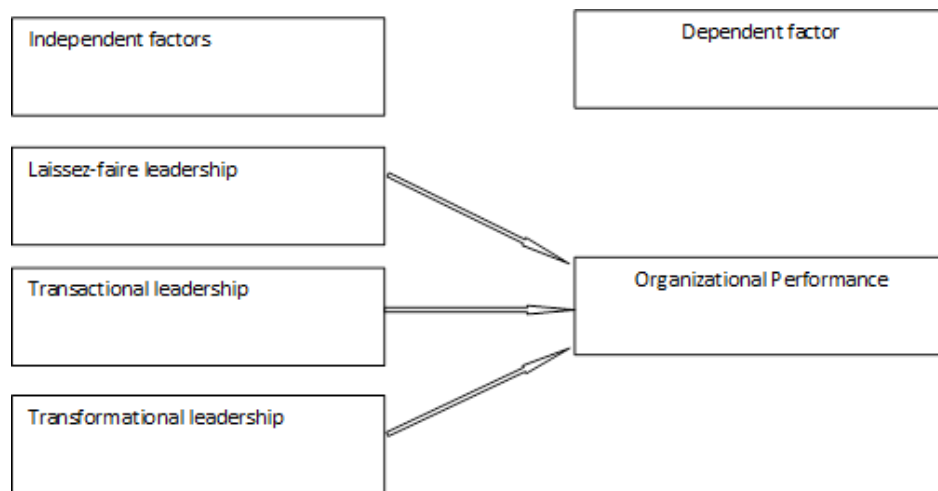 Independent factors
Dependent factor
Laissez-faire leadership
Transactional leadership
Organizational Performance
Transformational leadership